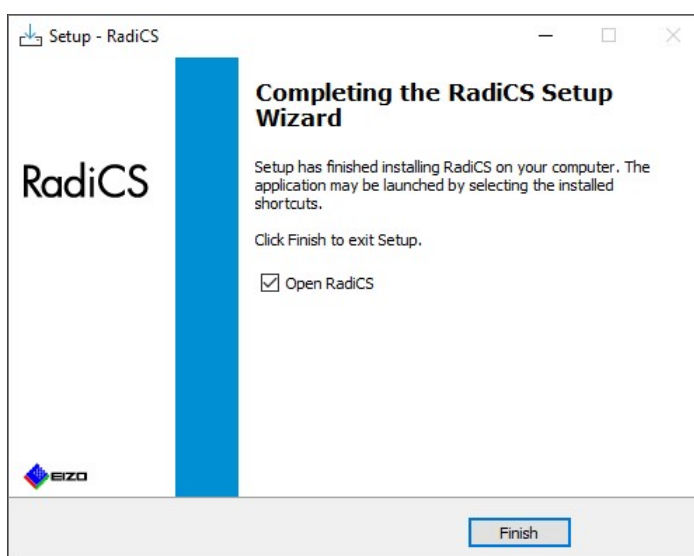 Setup - RadiCS
RadiCS
Completing the RadiCS Setup
Wizard
Setup has finished installing RadiCS on your computer. The
application may be launched by selecting the installed
shortcuts.
Click Finish to exit Setup.
Open RadiCS
EIZO
Finish